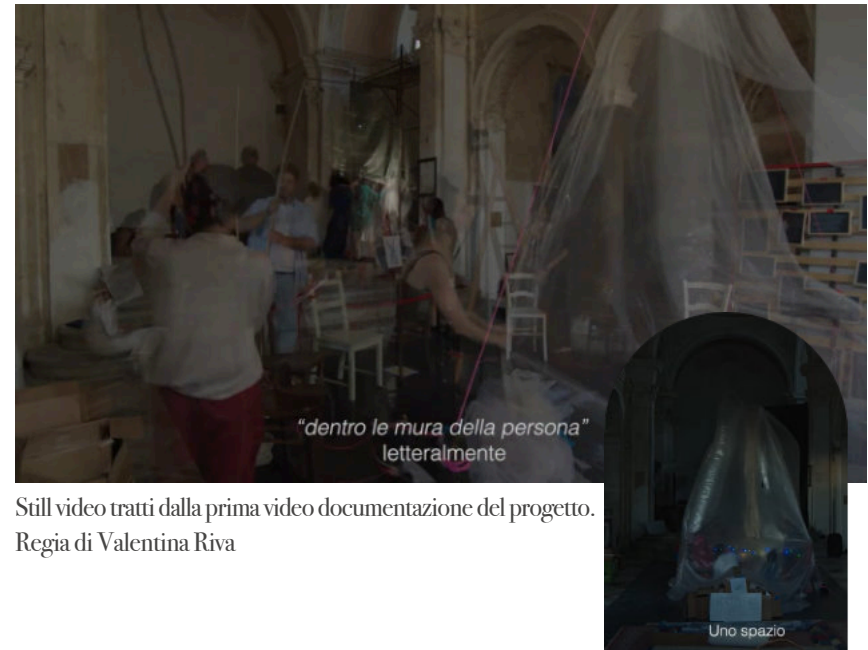 “dentro le mura della persona”
letteralmente
Still video tratti dalla prima video documentazione del progetto.
Regia di Valentina Riva
Uno spazio